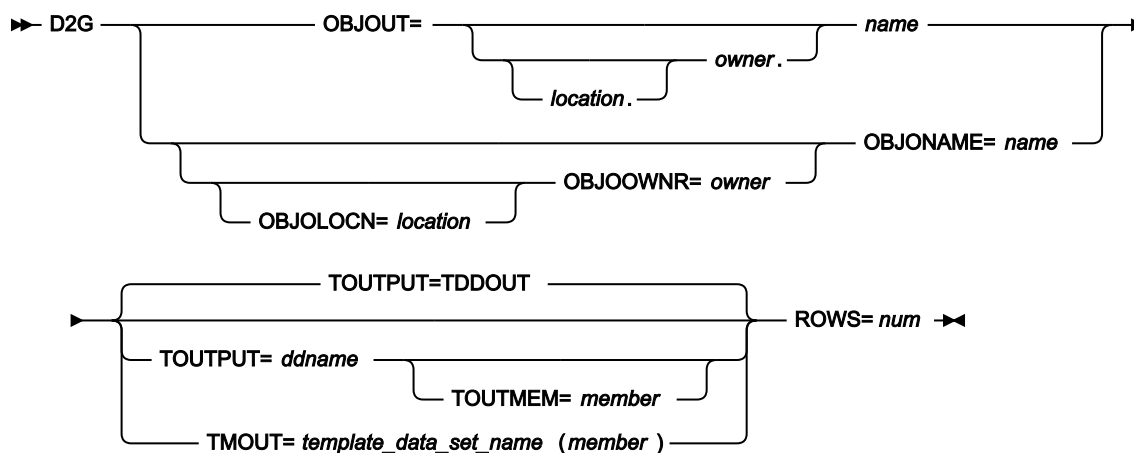 D2G OBJOUT= name
owner.
location.
OBJONAME= name
OBJOOWNR= owner
OBJOLOCN= location
TOUTPUT=TDDOUT
ROWS= num
TOUTPUT= ddname
TOUTMEM= member
TMOUT= template_data_set_name (member )